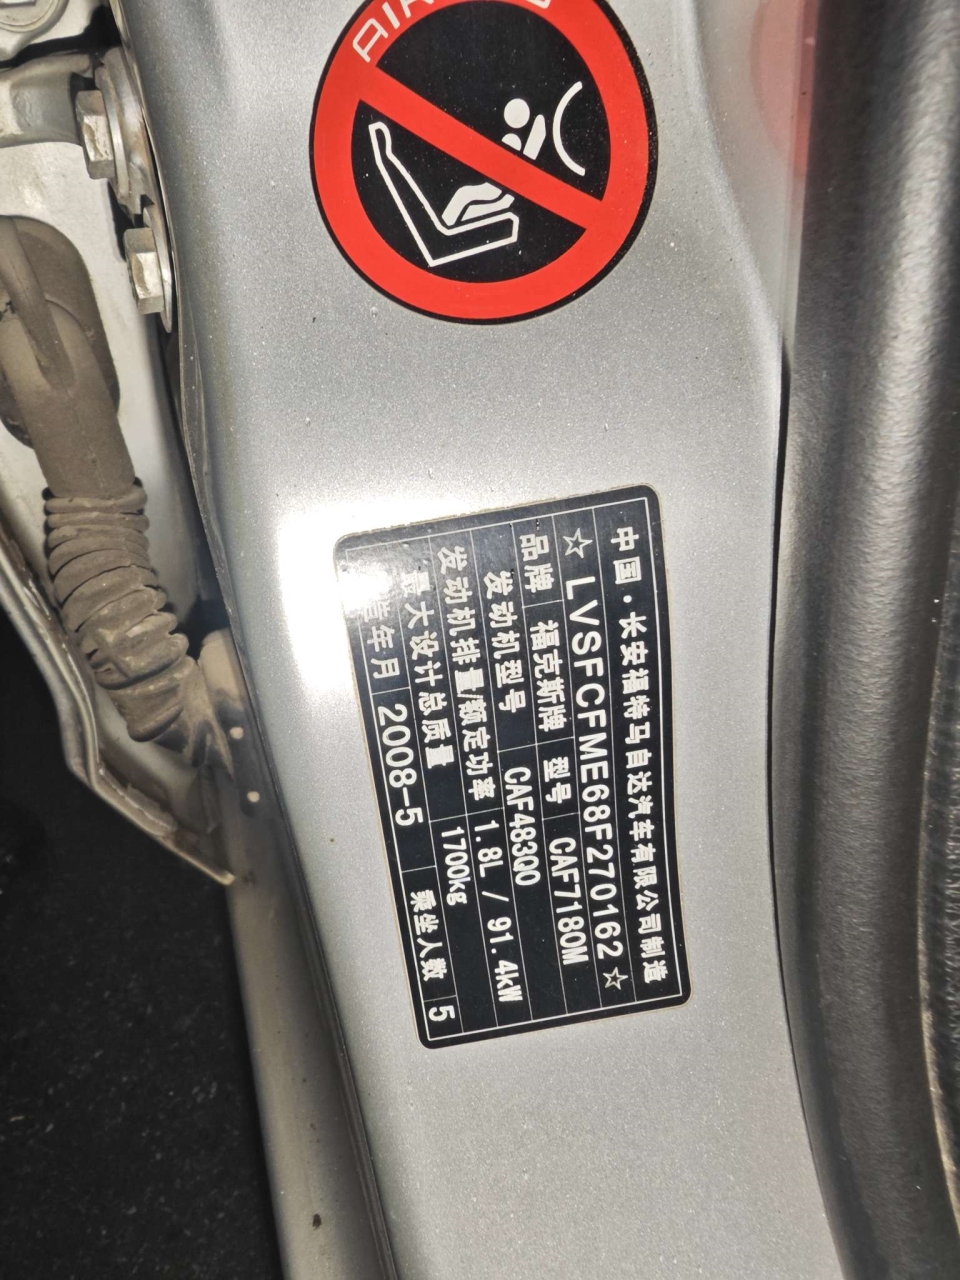 中国·长安福特马自达汽车有限公司制造
☆ LVSFCFME68F270162 ☆
品牌 福克斯牌 型号 CAF7180M
发动机型号 CAF483Q0
发动机排量/额定功率 1.8L / 91.4kW
最大设计总质量 1700kg
造年月 2008-5 乘坐人数 5